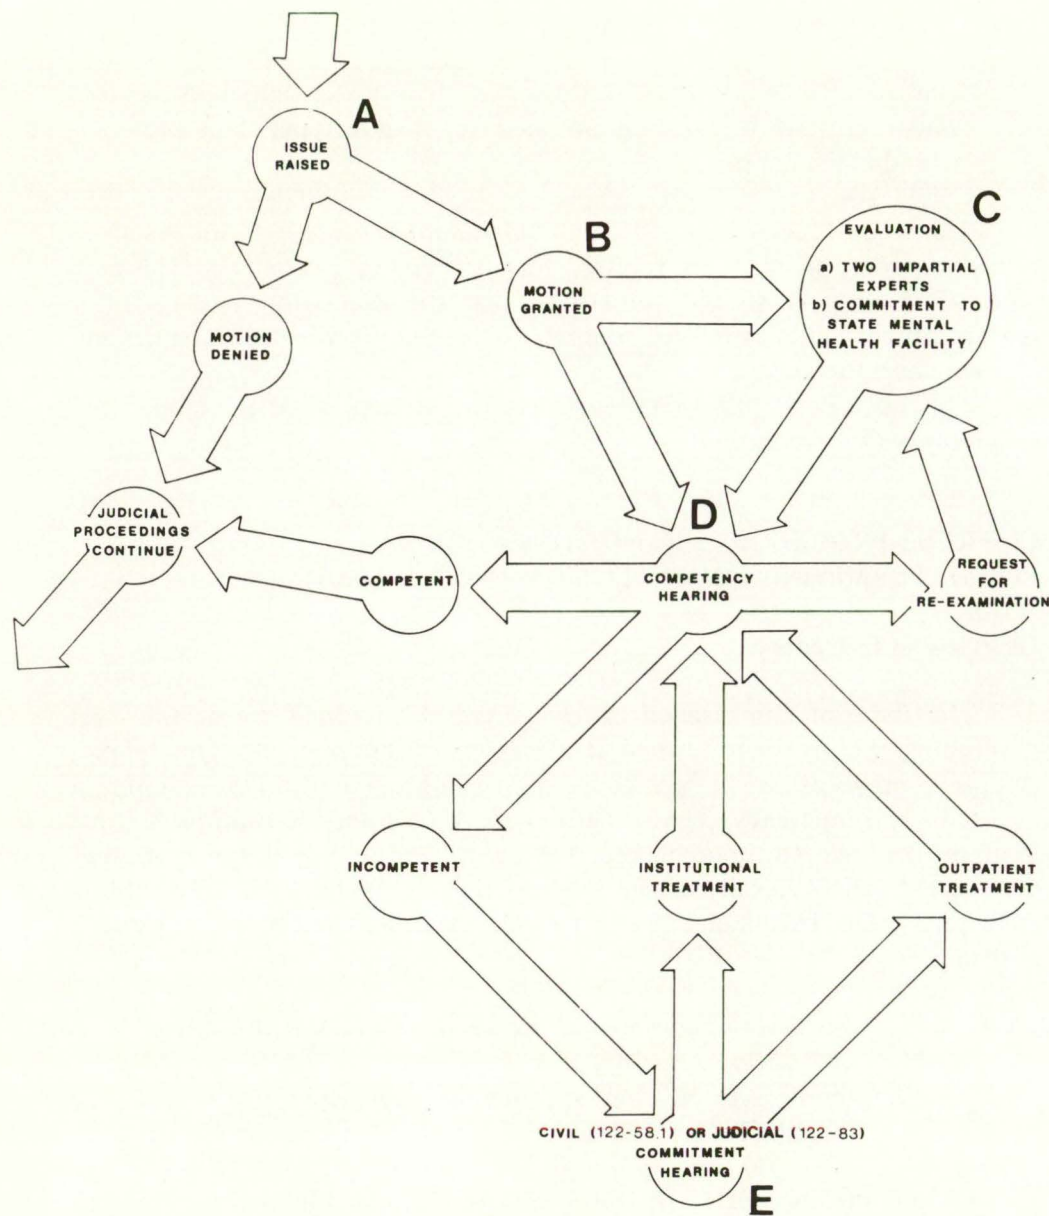 A
ISSUE
RAISED
B
MOTION
GRANTED
C
EVALUATION
a) TWO IMPARTIAL
EXPERTS
b) COMMITMENT TO
STATE MENTAL
HEALTH FACILITY
MOTION
DENIED
JUDICIAL
PROCEEDINGS
CONTINUE
COMPETENT
D
COMPETENCY
HEARING
REQUEST
FOR
RE-EXAMINATION
INCOMPETENT
INSTITUTIONAL
TREATMENT
OUTPATIENT
TREATMENT
CIVIL (122-58.1) OR JUDICIAL (122-83)
COMMITMENT
HEARING
E